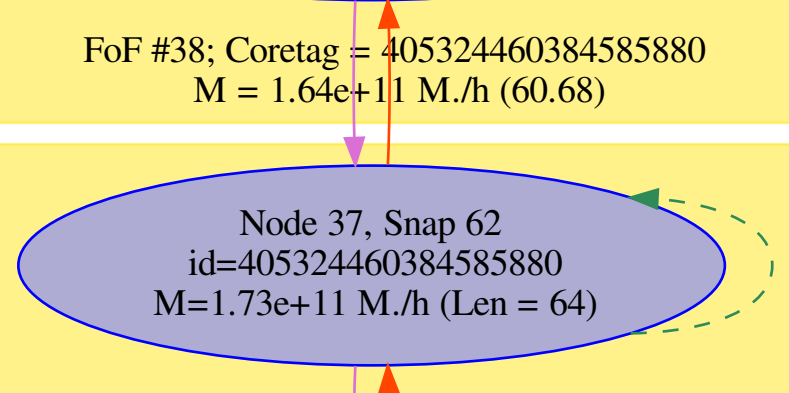 FoF #38; Coretag = 405324460384585880
M = 1.64e+11 M./h (60.68)
Node 37, Snap 62
id=405324460384585880
M=1.73e+11 M./h (Len = 64)